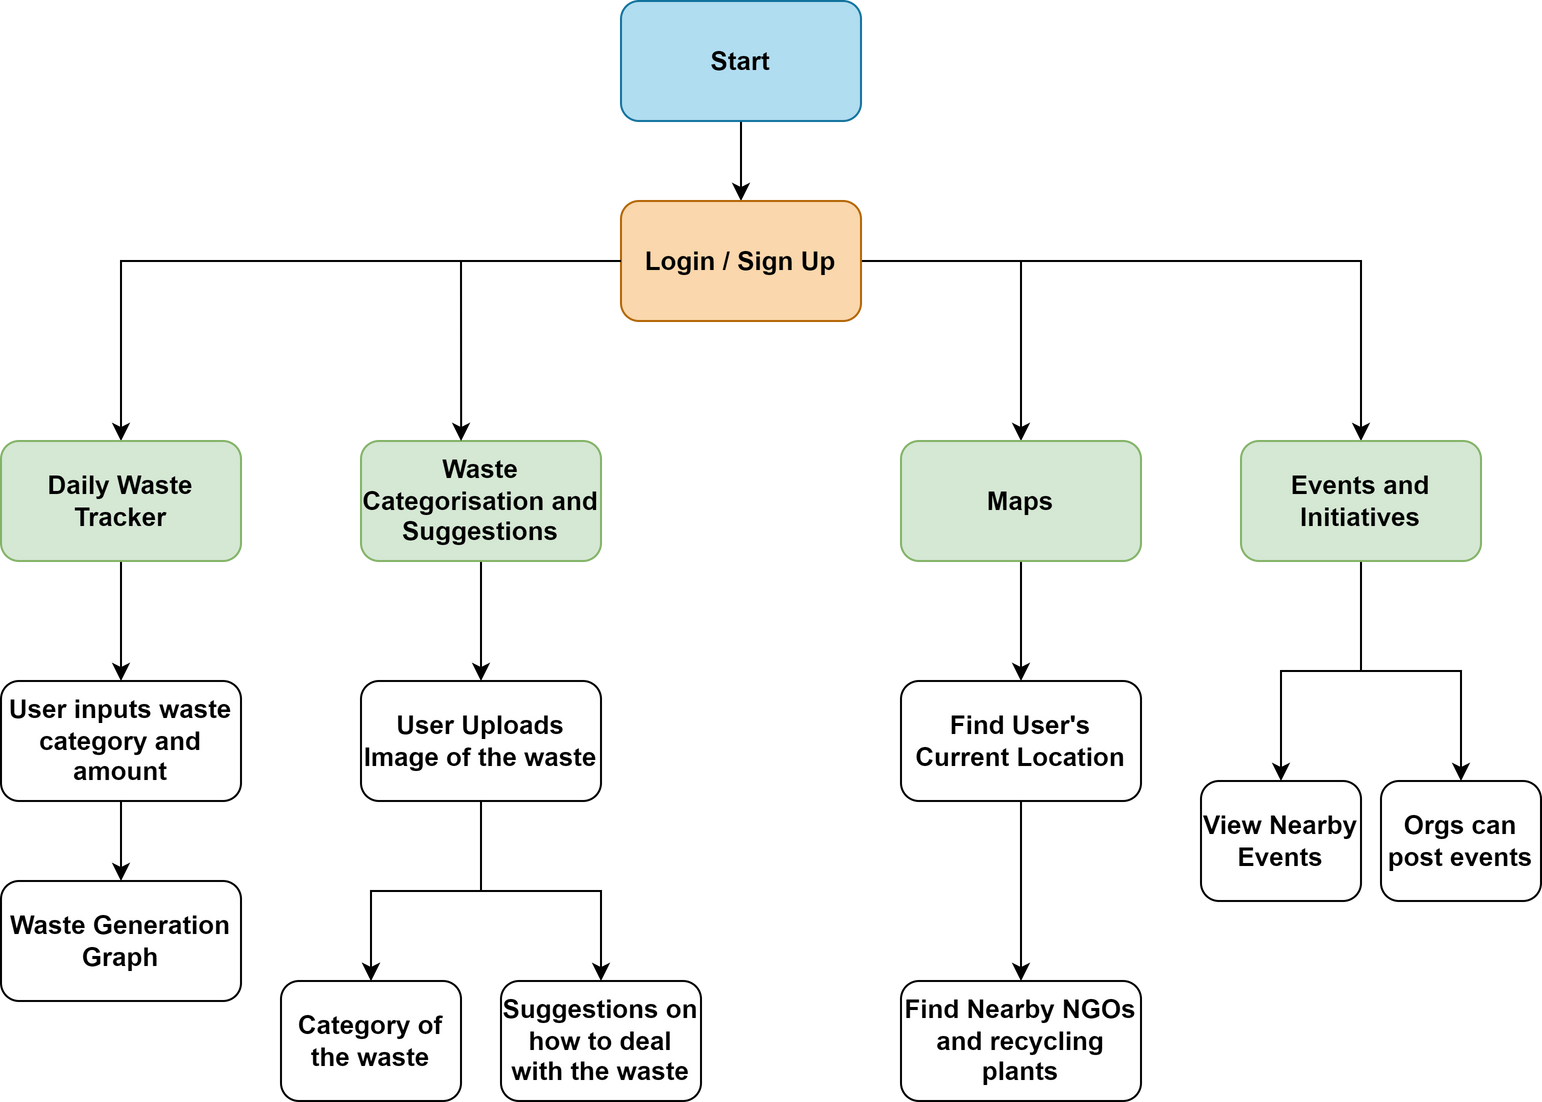 Start
Login / Sign Up
Daily Waste
Tracker
Waste
Categorisation and
Suggestions
Maps
Events and
Initiatives
User inputs waste
category and
amount
User Uploads
Image of the waste
Find User's
Current Location
View Nearby
Events
Orgs can
post events
Waste Generation
Graph
Category of
the waste
Suggestions on
how to deal
with the waste
Find Nearby NGOs
and recycling
plants